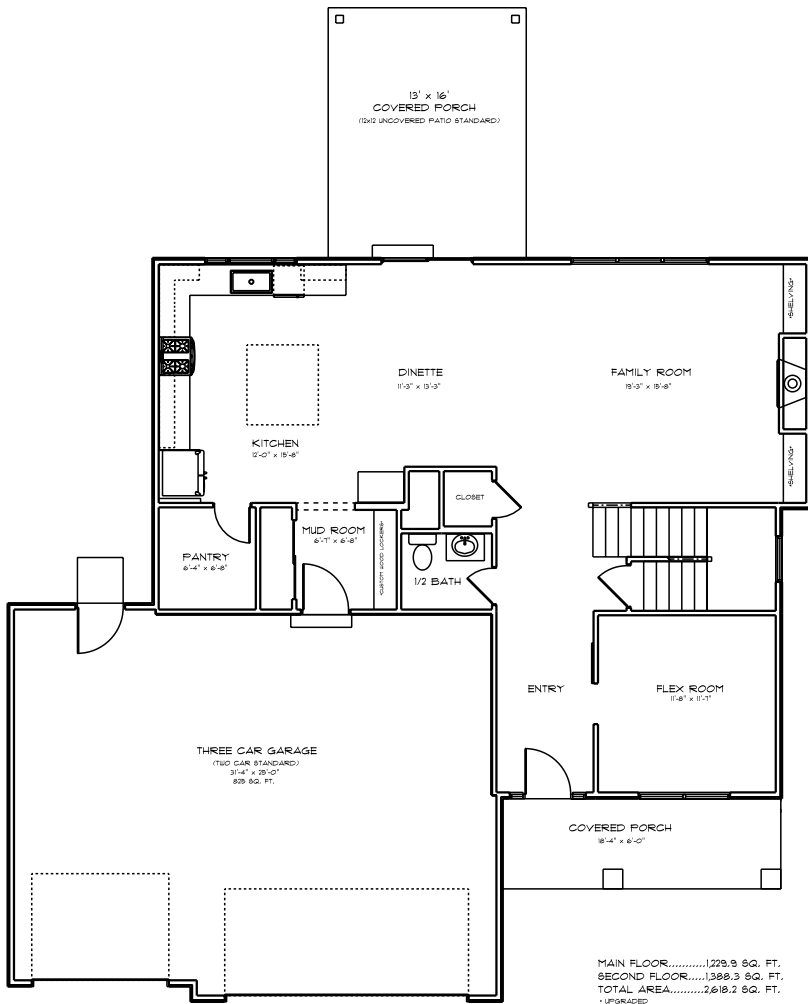 13' x 16'
COVERED PORCH
(12x12 UNCOVERED PATIO STANDARD)
*SHELVING*
DINETTE
11'-3" x 13'-3"
FAMILY ROOM
19'-3" x 15'-8"
KITCHEN
12'-0" x 15'-8"
*SHELVING*
CLOSET
MUD ROOM
6'-7" x 6'-8"
*CUSTOM WOOD LOCKERS*
PANTRY
6'-4" x 6'-8"
1/2 BATH
ENTRY
FLEX ROOM
11'-8" x 11'-7"
THREE CAR GARAGE
(TWO CAR STANDARD)
31'-4" x 25'-0"
825 SQ. FT.
COVERED PORCH
18'-4" x 6'-0"
MAIN FLOOR...........1,229.9 SQ. FT.
SECOND FLOOR.....1,388.3 SQ. FT.
TOTAL AREA...........2,618.2 SQ. FT.
* UPGRADED